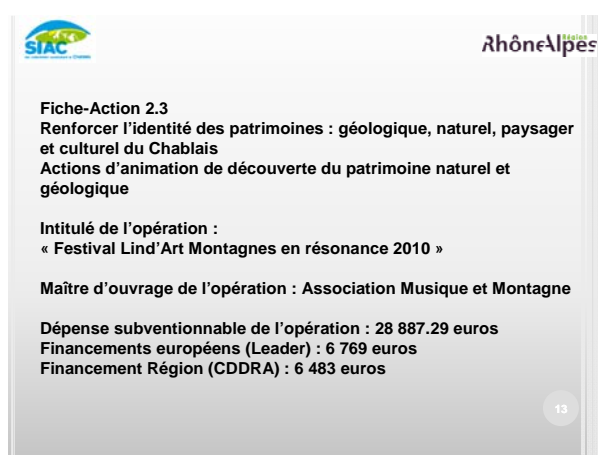 SIAC
Région
RhôneAlpes
Fiche-Action 2.3
Renforcer l’identité des patrimoines : géologique, naturel, paysager
et culturel du Chablais
Actions d’animation de découverte du patrimoine naturel et
géologique
Intitulé de l’opération :
« Festival Lind’Art Montagnes en résonance 2010 »
Maître d’ouvrage de l’opération : Association Musique et Montagne
Dépense subventionnable de l’opération : 28 887.29 euros
Financements européens (Leader) : 6 769 euros
Financement Région (CDDRA) : 6 483 euros
13